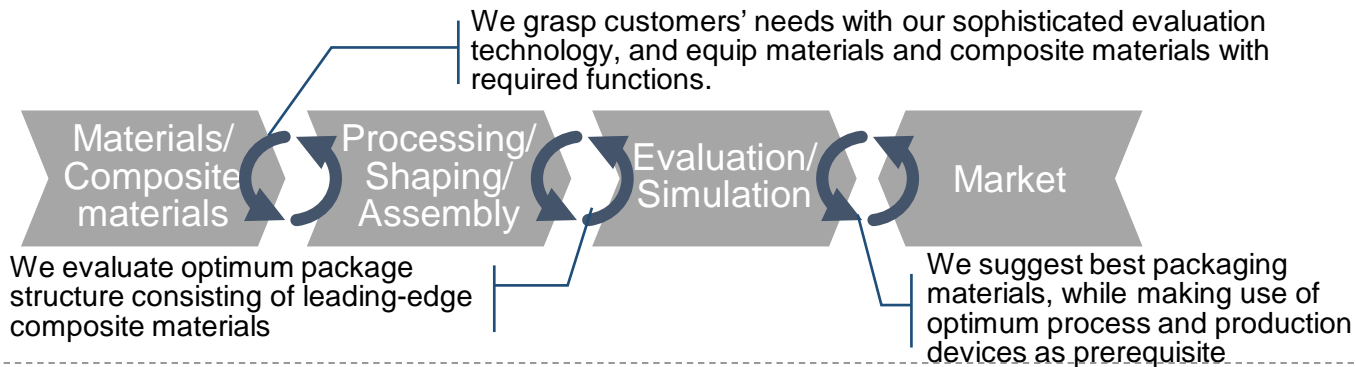 We grasp customers’ needs with our sophisticated evaluation
technology, and equip materials and composite materials with
required functions.
Materials/
Composite
materials
Processing/
Shaping/
Assembly
Evaluation/
Simulation
Market
We evaluate optimum package
structure consisting of leading-edge
composite materials
We suggest best packaging
materials, while making use of
optimum process and production
devices as prerequisite